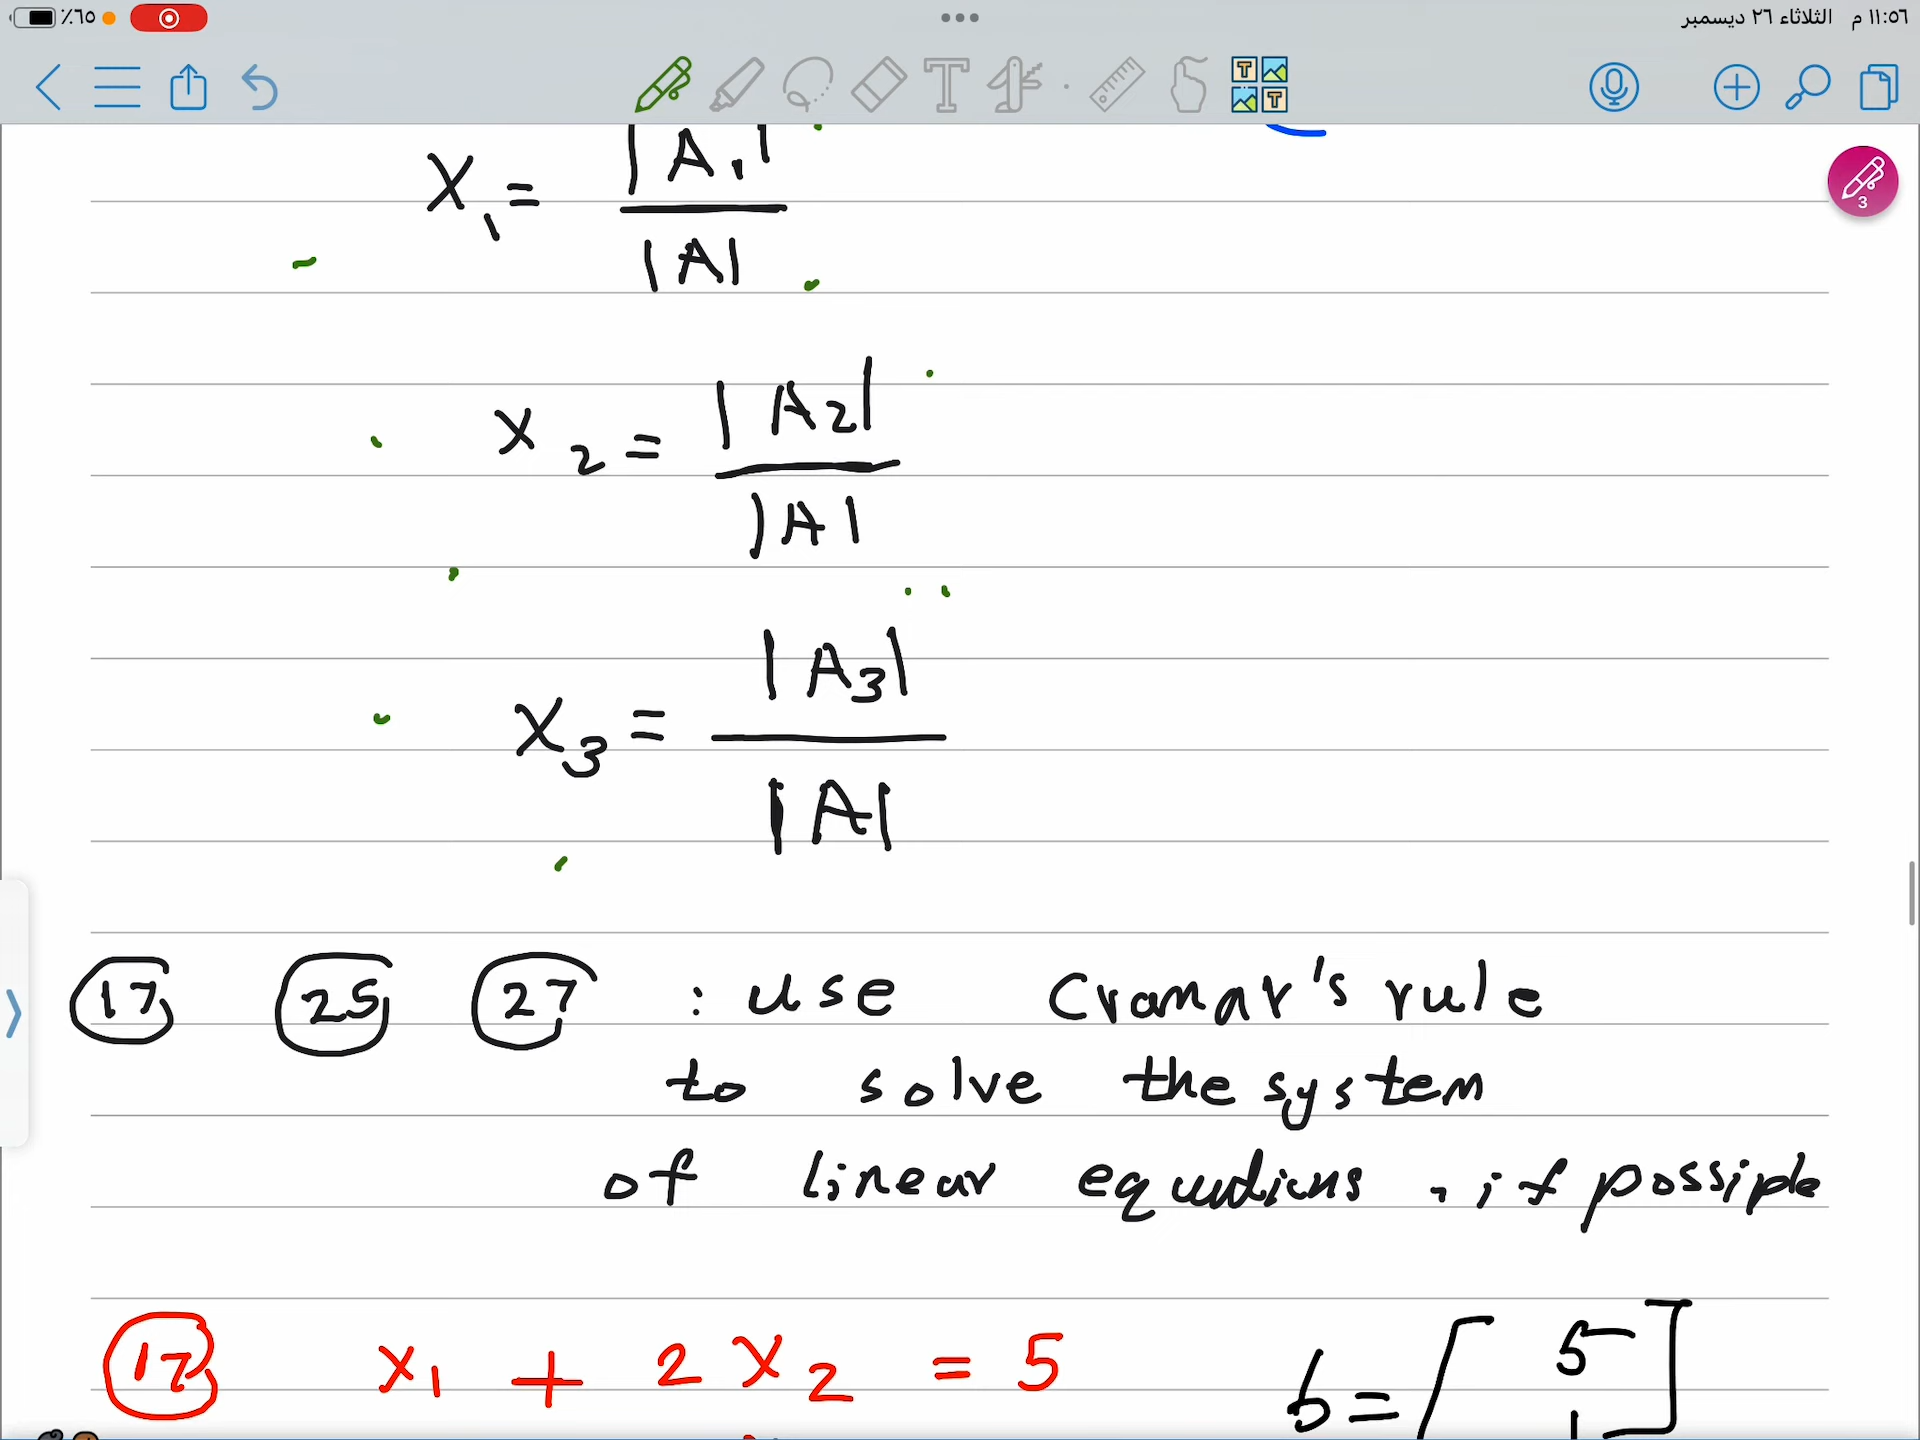 ٪٦٥ ١١:٥٦ م الثلاثاء ٢٦ ديسمبر
3
X₁ = |A₁| / |A|
x₂ = |A₂| / |A|
X₃ = |A₃| / |A|
17 25 27 : use Cramar's rule
to solve the system
of linear equations , if possiple
17 x₁ + 2x₂ = 5 b = [5